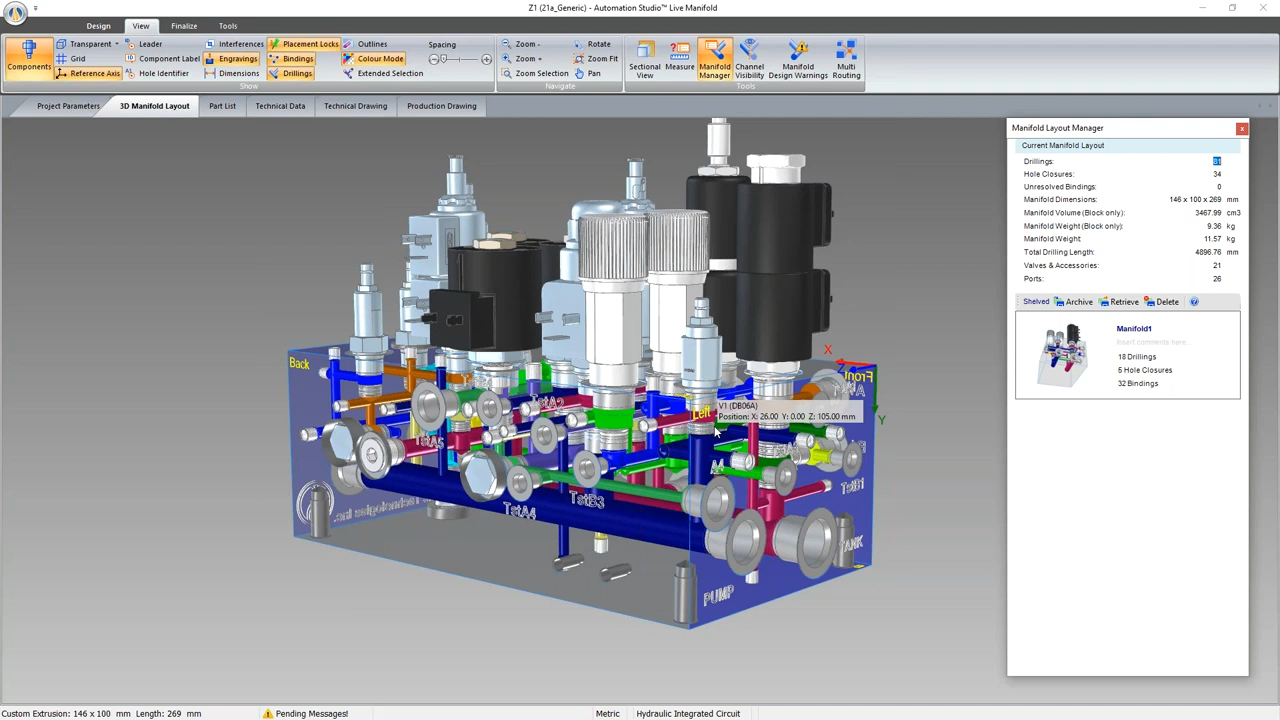 Z1 (21a_Generic) - Automation Studio™ Live Manifold
Design View Finalize Tools
Components
Transparent Leader Interferences Placement Locks Outlines Spacing
Grid Component Label Engravings Bindings Colour Mode
Reference Axis Hole Identifier Dimensions Drillings Extended Selection
Show
Zoom - Rotate
Zoom + Zoom Fit
Zoom Selection Pan
Navigate
Sectional View
Measure
Manifold Manager
Channel Visibility
Manifold Design Warnings
Multi Routing
Tools
Project Parameters 3D Manifold Layout Part List Technical Data Technical Drawing Production Drawing
Manifold Layout Manager
Current Manifold Layout
Drillings: 81
Hole Closures: 34
Unresolved Bindings: 0
Manifold Dimensions: 146 x 100 x 269 mm
Manifold Volume (Block only): 3467.99 cm3
Manifold Weight (Block only): 9.36 kg
Manifold Weight: 11.57 kg
Total Drilling Length: 4896.76 mm
Valves & Accessories: 21
Ports: 26
Shelved Archive Retrieve Delete
Manifold1
Insert comments here...
18 Drillings
5 Hole Closures
32 Bindings
Back
X
Front
Y
V1 (DB06A)
Left
Position: X: 26.00 Y: 0.00 Z: 105.00 mm
TstA2
TstA5
A4
TstB3
TstB1
TstA4
TANK
PUMP
Custom Extrusion: 146 x 100 mm Length: 269 mm Pending Messages! Metric Hydraulic Integrated Circuit